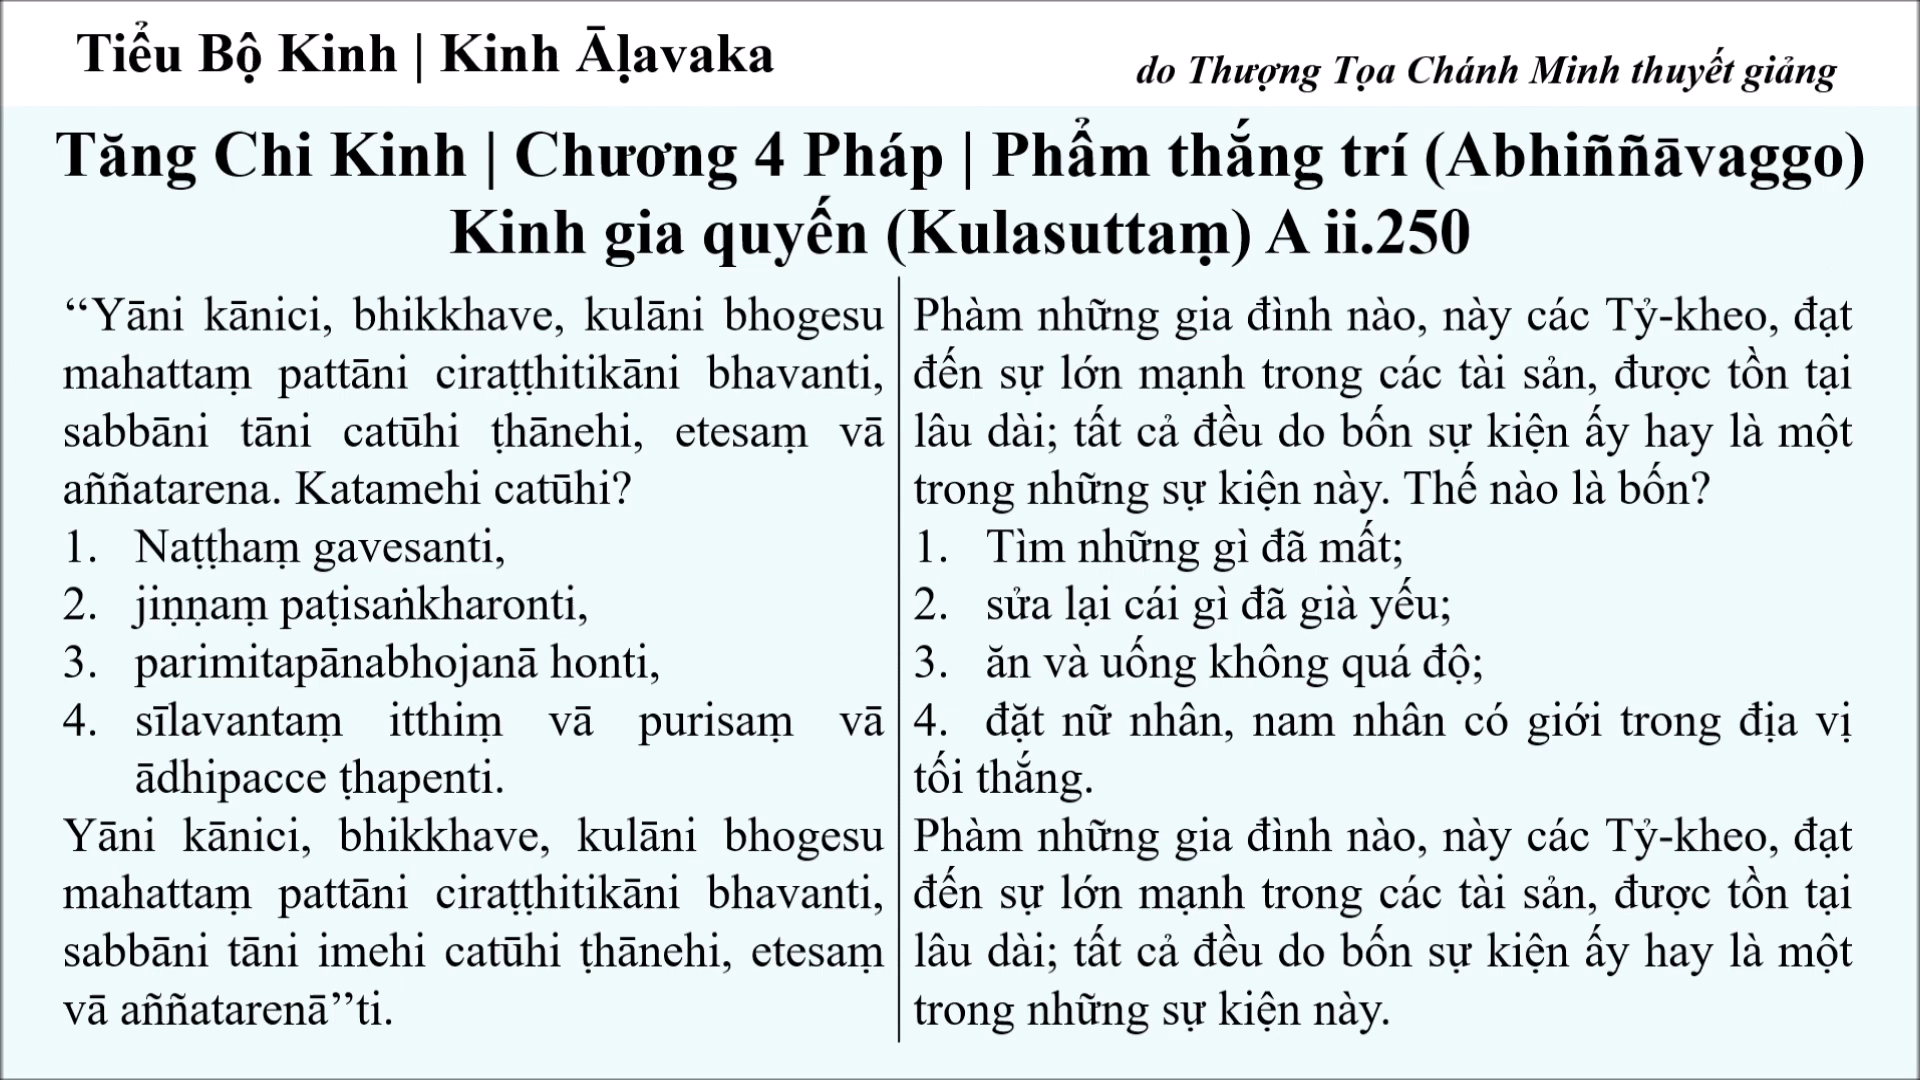 Tiểu Bộ Kinh | Kinh Āḷavaka
do Thượng Tọa Chánh Minh thuyết giảng
Tăng Chi Kinh | Chương 4 Pháp | Phẩm thắng trí (Abhiññāvaggo)
Kinh gia quyến (Kulasuttaṃ) A ii.250
“Yāni kānici, bhikkhave, kulāni bhogesu
mahattaṃ pattāni ciraṭṭhitikāni bhavanti,
sabbāni tāni catūhi ṭhānehi, etesaṃ vā
aññatarena. Katamehi catūhi?
1. Naṭṭhaṃ gavesanti,
2. jiṇṇaṃ paṭisaṅkharonti,
3. parimitapānabhojanā honti,
4. sīlavantaṃ itthiṃ vā purisaṃ vā
ādhipacce ṭhapenti.
Yāni kānici, bhikkhave, kulāni bhogesu
mahattaṃ pattāni ciraṭṭhitikāni bhavanti,
sabbāni tāni imehi catūhi ṭhānehi, etesaṃ
vā aññatarenā”ti.
Phàm những gia đình nào, này các Tỷ-kheo, đạt
đến sự lớn mạnh trong các tài sản, được tồn tại
lâu dài; tất cả đều do bốn sự kiện ấy hay là một
trong những sự kiện này. Thế nào là bốn?
1. Tìm những gì đã mất;
2. sửa lại cái gì đã già yếu;
3. ăn và uống không quá độ;
4. đặt nữ nhân, nam nhân có giới trong địa vị
tối thắng.
Phàm những gia đình nào, này các Tỷ-kheo, đạt
đến sự lớn mạnh trong các tài sản, được tồn tại
lâu dài; tất cả đều do bốn sự kiện ấy hay là một
trong những sự kiện này.